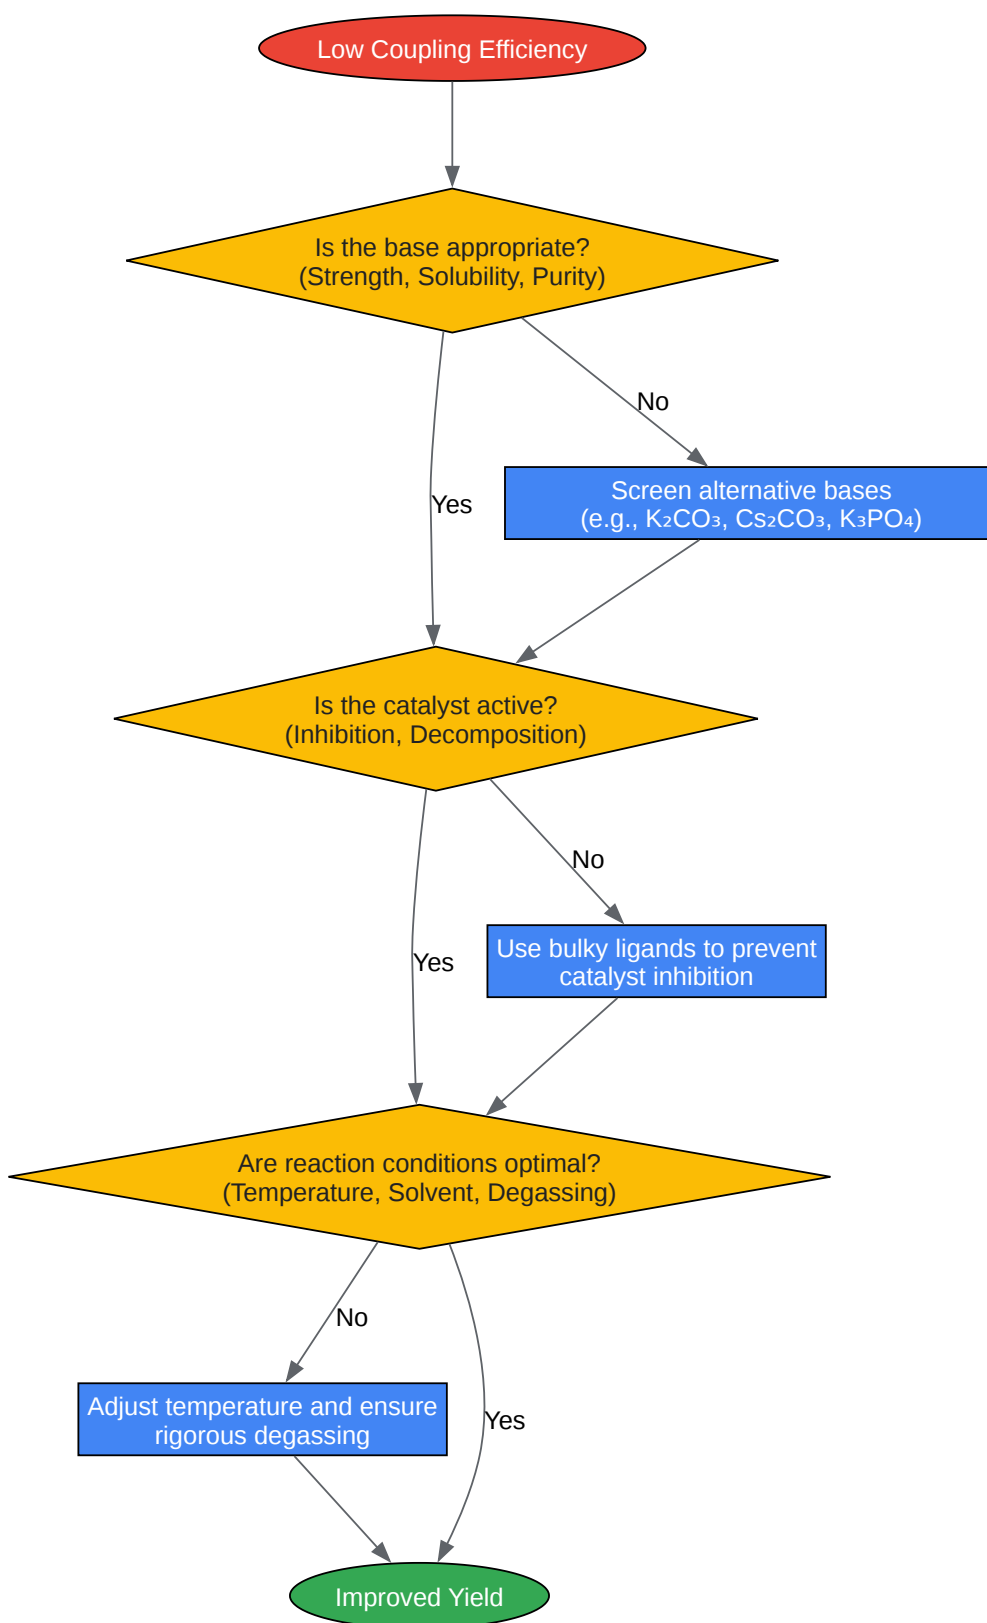 Low Coupling Efficiency
Is the base appropriate?
(Strength, Solubility, Purity)
No
Screen alternative bases
(e.g., K₂CO₃, Cs₂CO₃, K₃PO₄)
Yes
Is the catalyst active?
(Inhibition, Decomposition)
No
Use bulky ligands to prevent
catalyst inhibition
Yes
Are reaction conditions optimal?
(Temperature, Solvent, Degassing)
No
Adjust temperature and ensure
rigorous degassing
Yes
Improved Yield